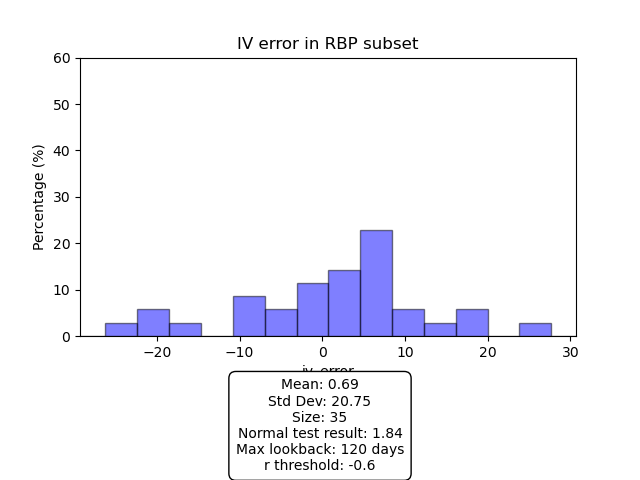 IV error in RBP subset
60
50
40
30
20
10
0
Percentage (%)
−20
−10
0
10
20
30
iv_error
Mean: 0.69
Std Dev: 20.75
Size: 35
Normal test result: 1.84
Max lookback: 120 days
r threshold: -0.6